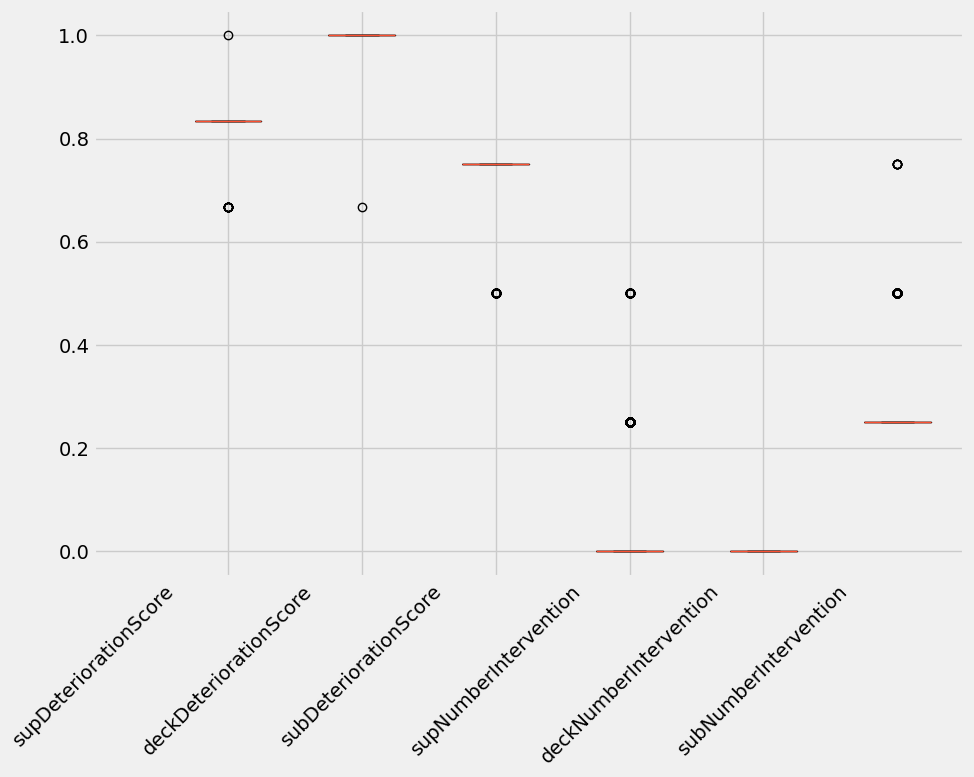 1.0
0.8
0.6
0.4
0.2
0.0
supDeteriorationScore
deckDeteriorationScore
subDeteriorationScore
supNumberIntervention
deckNumberIntervention
subNumberIntervention